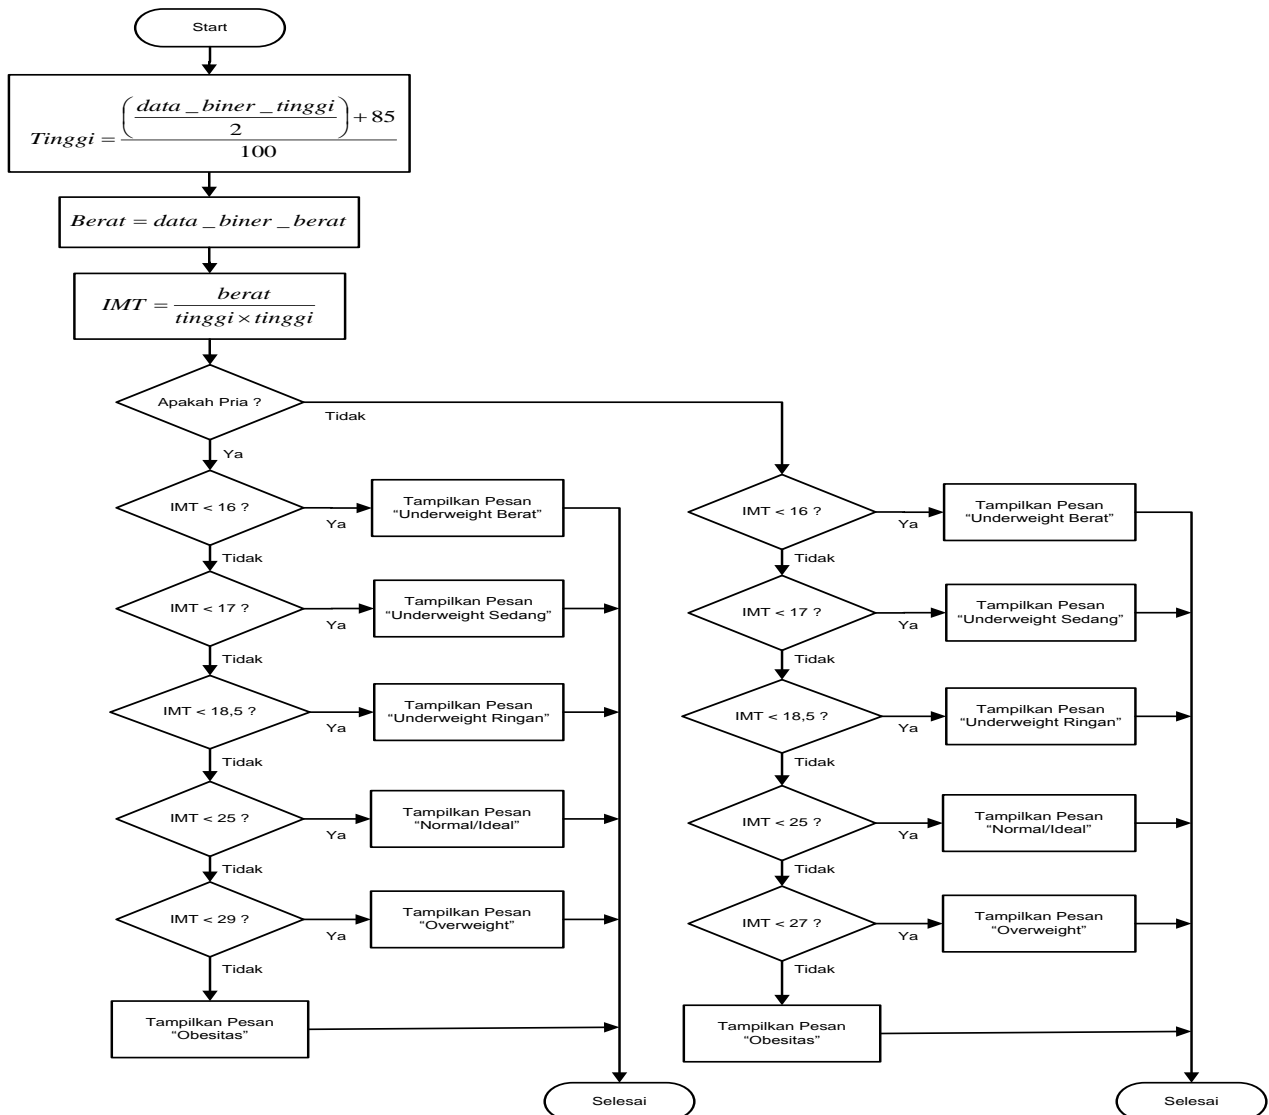 Start
Tinggi = ((data_biner_tinggi / 2) + 85) / 100
Berat = data_biner_berat
IMT = berat / (tinggi × tinggi)
Apakah Pria ?
Tidak
Ya
IMT < 16 ?
Ya
Tampilkan Pesan
“Underweight Berat”
Tidak
IMT < 17 ?
Ya
Tampilkan Pesan
“Underweight Sedang”
Tidak
IMT < 18,5 ?
Ya
Tampilkan Pesan
“Underweight Ringan”
Tidak
IMT < 25 ?
Ya
Tampilkan Pesan
“Normal/Ideal”
Tidak
IMT < 29 ?
Ya
Tampilkan Pesan
“Overweight”
Tidak
Tampilkan Pesan
“Obesitas”
Selesai
IMT < 16 ?
Ya
Tampilkan Pesan
“Underweight Berat”
Tidak
IMT < 17 ?
Ya
Tampilkan Pesan
“Underweight Sedang”
Tidak
IMT < 18,5 ?
Ya
Tampilkan Pesan
“Underweight Ringan”
Tidak
IMT < 25 ?
Ya
Tampilkan Pesan
“Normal/Ideal”
Tidak
IMT < 27 ?
Ya
Tampilkan Pesan
“Overweight”
Tidak
Tampilkan Pesan
“Obesitas”
Selesai